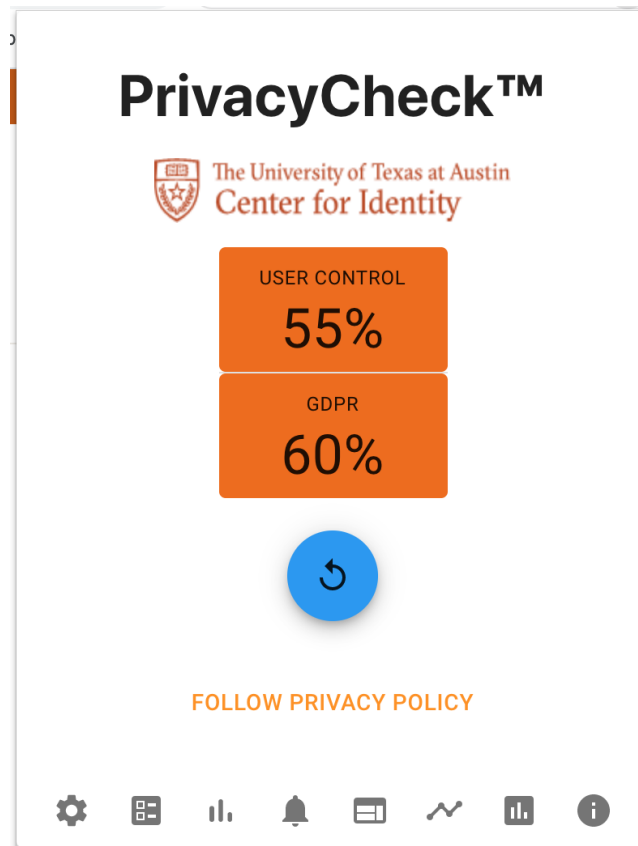 PrivacyCheck™
The University of Texas at Austin
Center for Identity
USER CONTROL
55%
GDPR
60%
FOLLOW PRIVACY POLICY